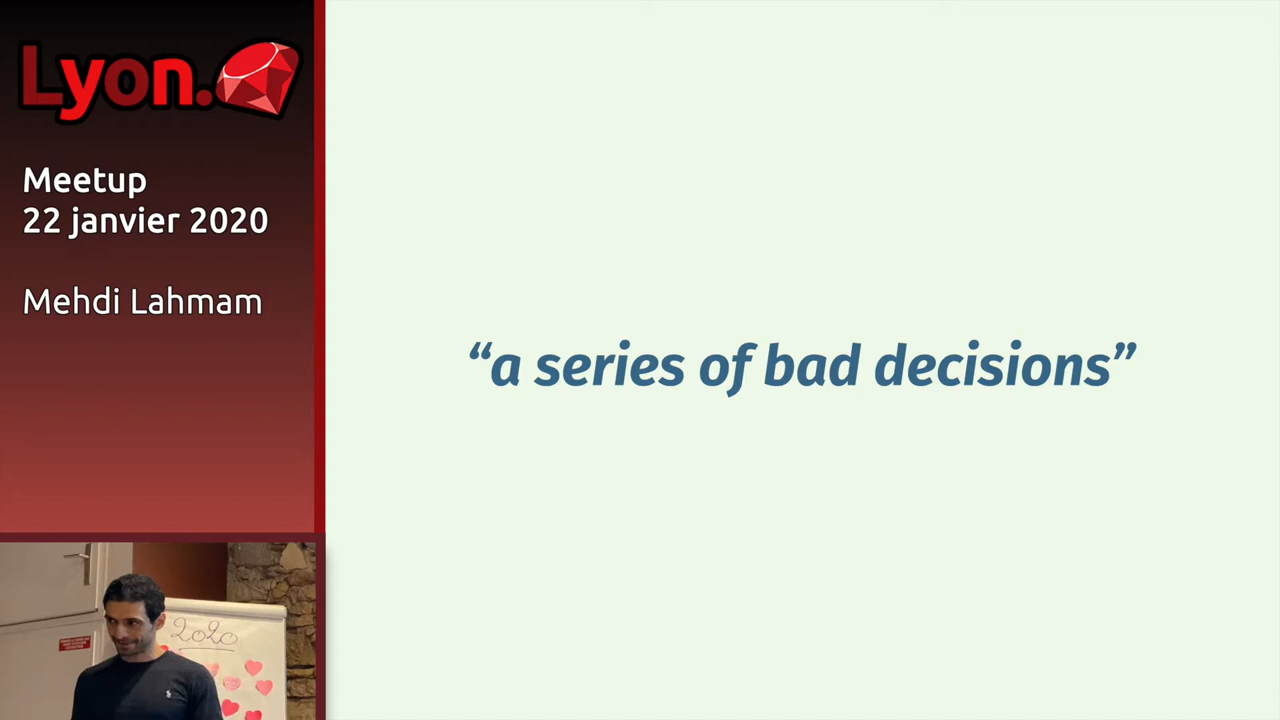 Lyon.
Meetup
22 janvier 2020
Mehdi Lahmam
“a series of bad decisions”
2020